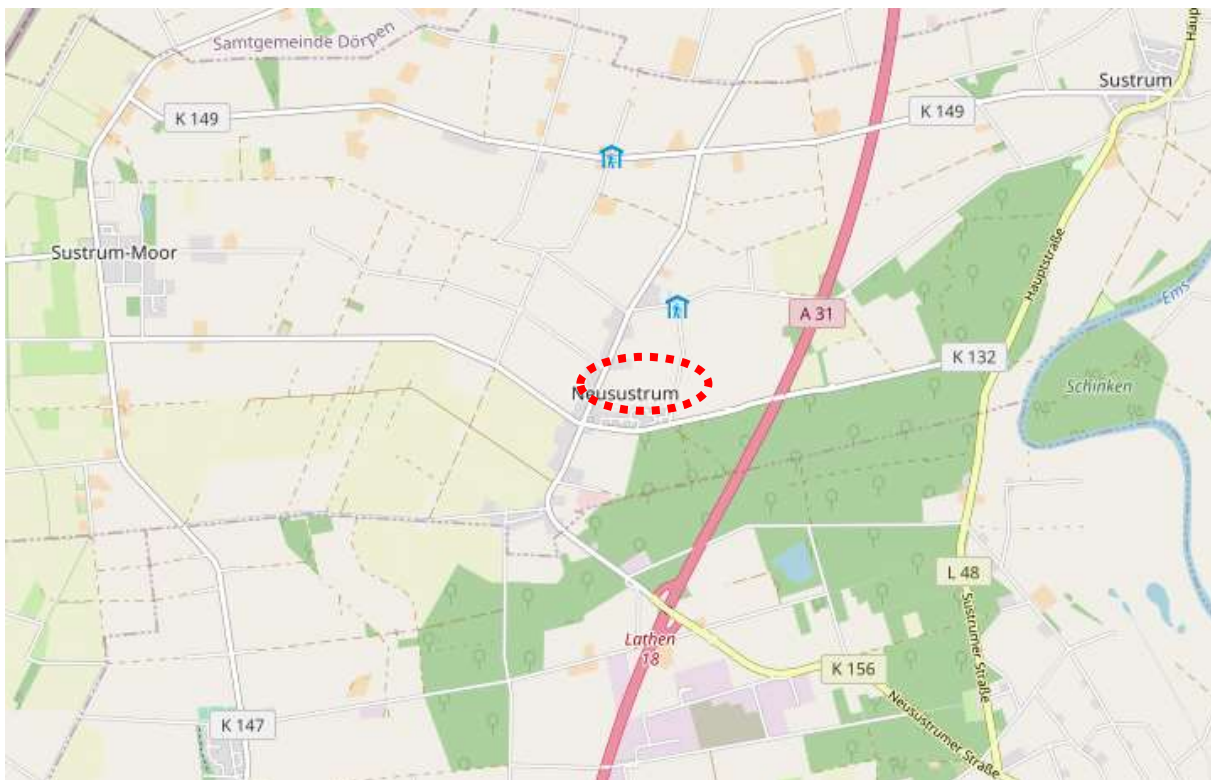 Haup
Samtgemeinde Dörpen
Sustrum
K 149
K 149
Sustrum-Moor
Hauptstraße
Ems
A 31
K 132
Schinken
Neusustrum
L 48
Sustrumer Straße
Lathen
18
K 156
Neusustrumer Straße
K 147